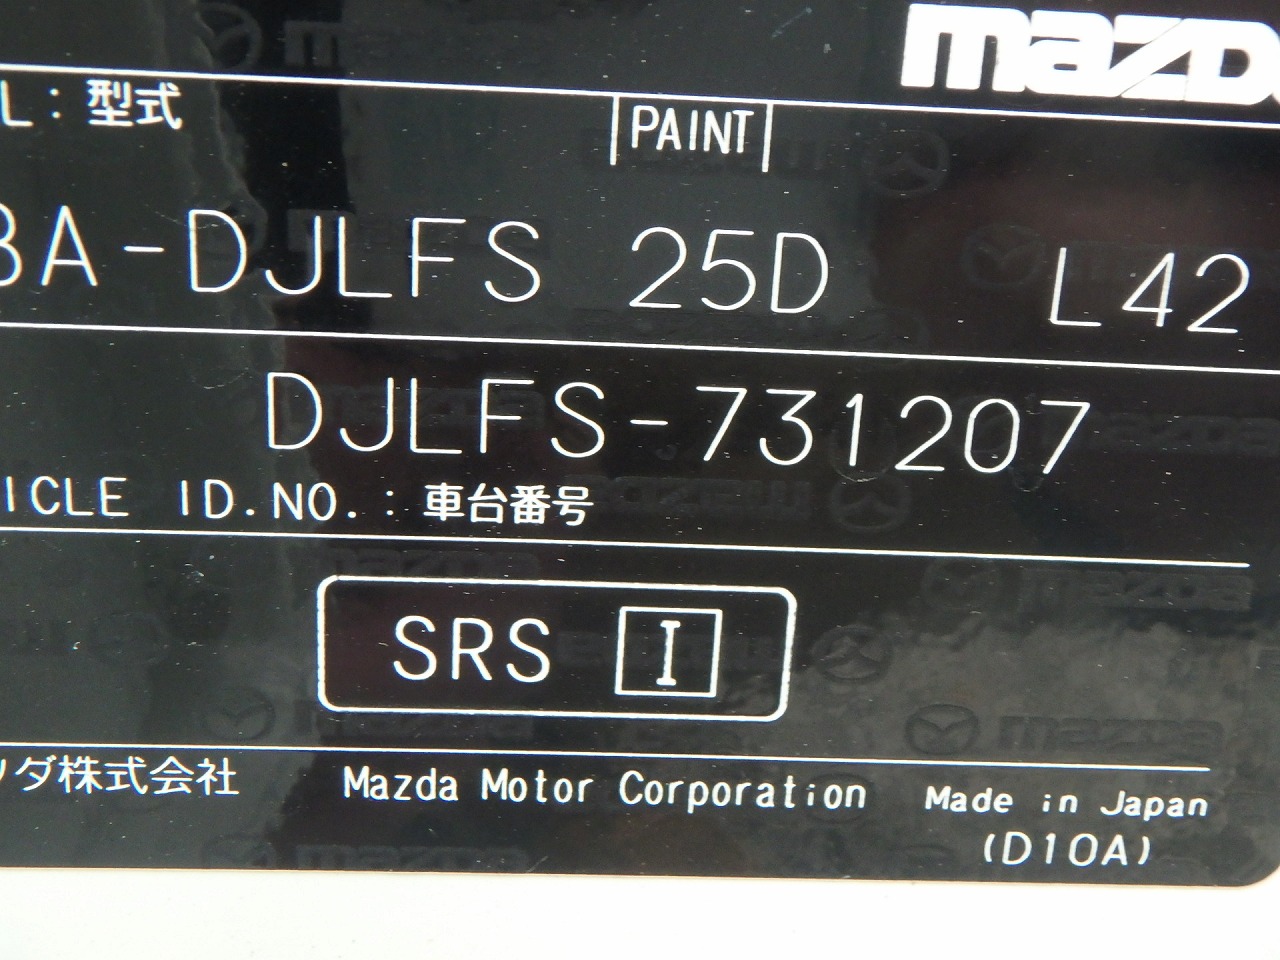 mazd
L : 型式
PAINT
BA-DJLFS 25D L42
DJLFS-731207
ICLE ID.NO. : 車台番号
SRS I
ツダ株式会社 Mazda Motor Corporation Made in Japan
(D10A)